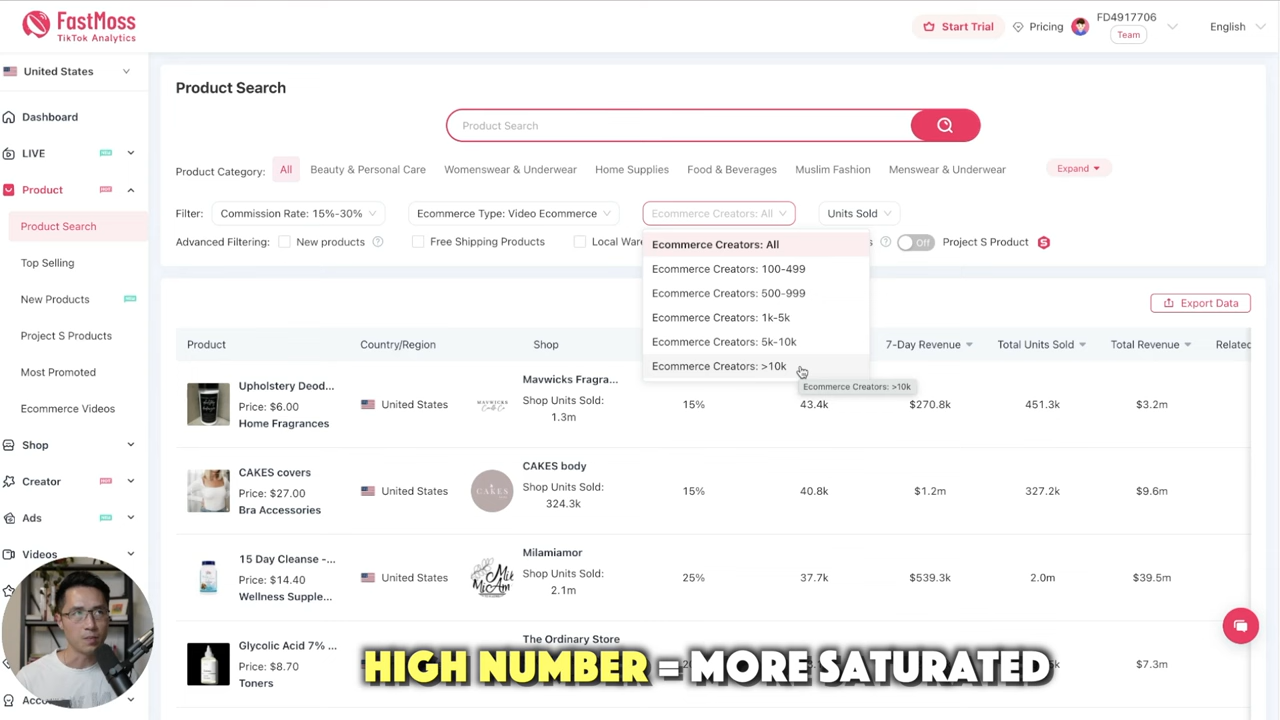 FastMoss
TikTok Analytics
Start Trial
Pricing
FD4917706
Team
English
United States
Dashboard
LIVE
Product
Product Search
Top Selling
New Products
Project S Products
Most Promoted
Ecommerce Videos
Shop
Creator
Ads
Videos
Product Search
Product Search
Product Category: All Beauty & Personal Care Womenswear & Underwear Home Supplies Food & Beverages Muslim Fashion Menswear & Underwear Expand
Filter: Commission Rate: 15%-30% Ecommerce Type: Video Ecommerce Ecommerce Creators: All Units Sold
Advanced Filtering: New products Free Shipping Products Local Ware Off Project S Product S
Ecommerce Creators: All
Ecommerce Creators: 100-499
Ecommerce Creators: 500-999
Ecommerce Creators: 1k-5k
Ecommerce Creators: 5k-10k
Ecommerce Creators: >10k
Ecommerce Creators: >10k
Export Data
Product Country/Region Shop 7-Day Revenue Total Units Sold Total Revenue Related
Upholstery Deod...
Price: $6.00
Home Fragrances
United States
Mavwicks Fragra...
Shop Units Sold:
1.3m
15% 43.4k $270.8k 451.3k $3.2m
CAKES covers
Price: $27.00
Bra Accessories
United States
CAKES
CAKES body
Shop Units Sold:
324.3k
15% 40.8k $1.2m 327.2k $9.6m
15 Day Cleanse -...
Price: $14.40
Wellness Supple...
United States
Milamiamor
Shop Units Sold:
2.1m
25% 37.7k $539.3k 2.0m $39.5m
Glycolic Acid 7% ...
Price: $8.70
Toners
The Ordinary Store
$7.3m
HIGH NUMBER = MORE SATURATED